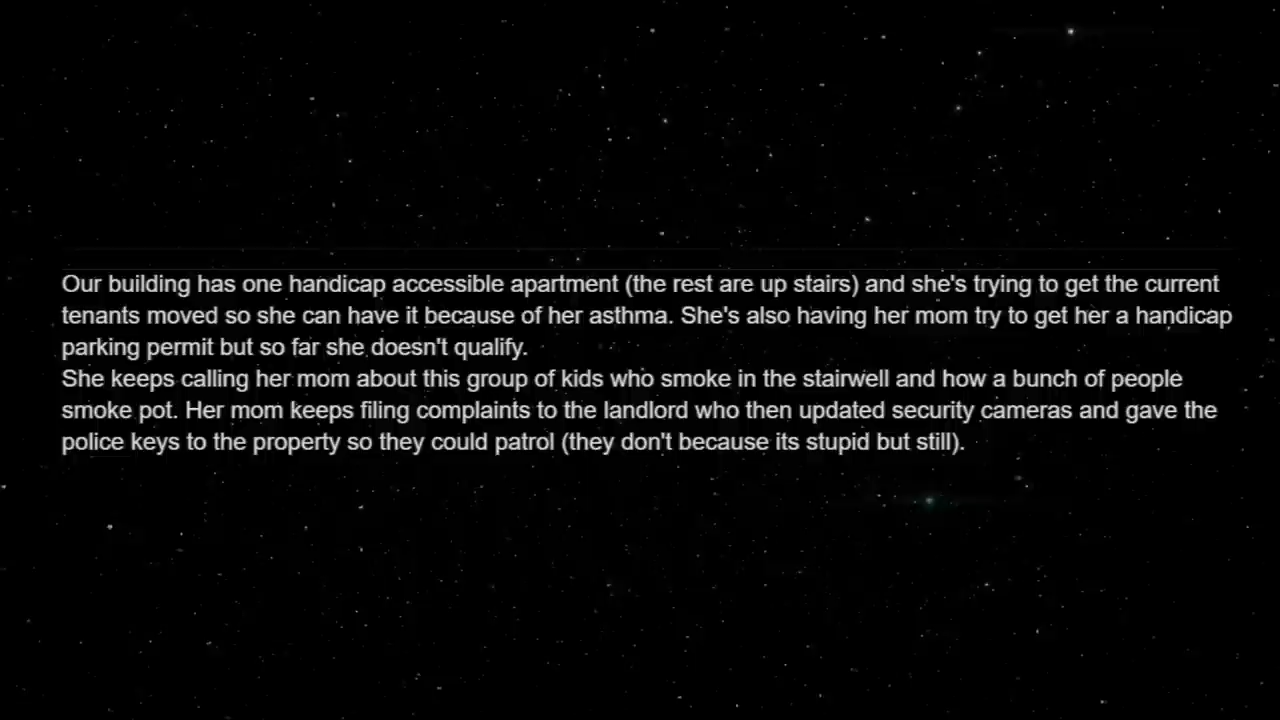 Our building has one handicap accessible apartment (the rest are up stairs) and she's trying to get the current
tenants moved so she can have it because of her asthma. She's also having her mom try to get her a handicap
parking permit but so far she doesn't qualify.
She keeps calling her mom about this group of kids who smoke in the stairwell and how a bunch of people
smoke pot. Her mom keeps filing complaints to the landlord who then updated security cameras and gave the
police keys to the property so they could patrol (they don't because its stupid but still).